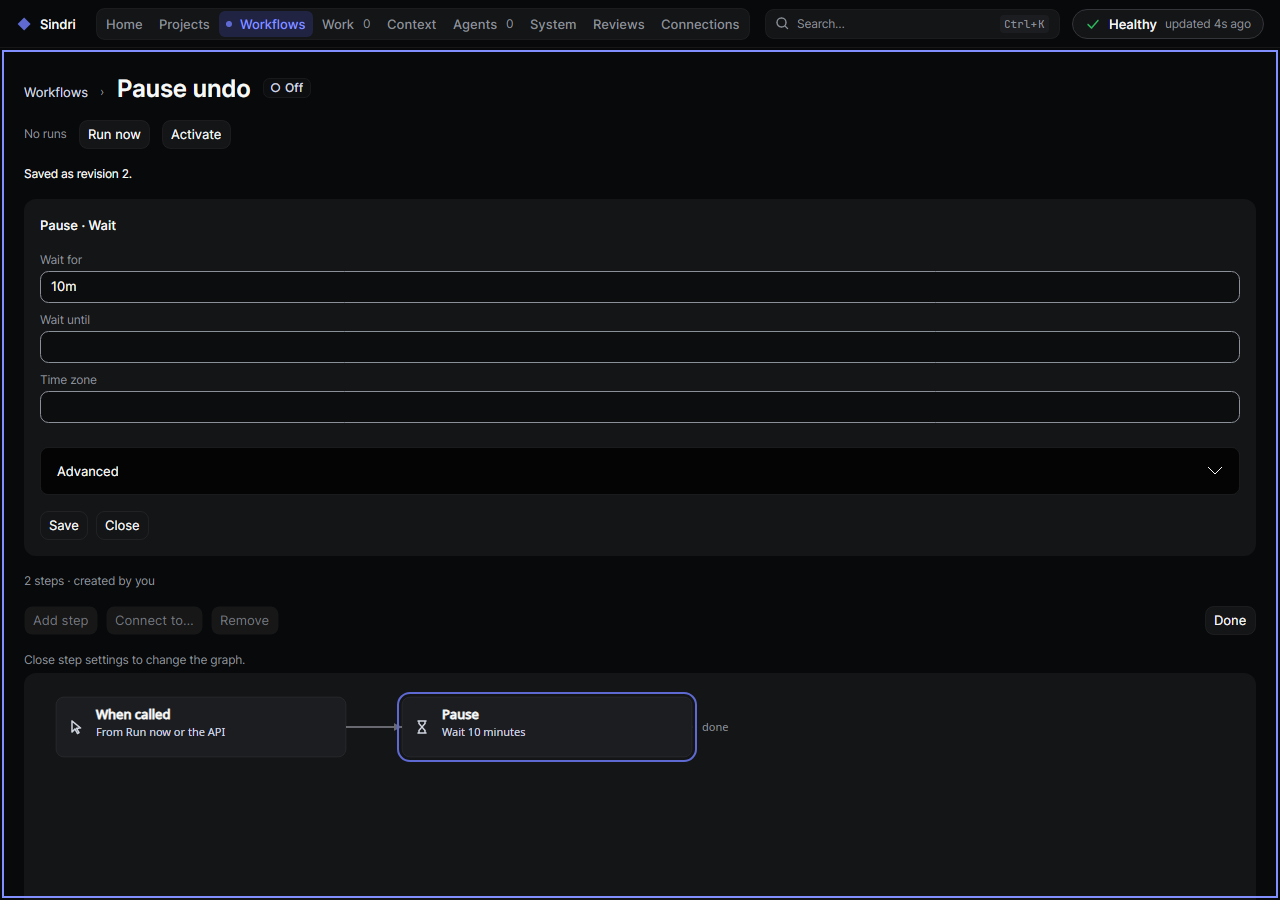 Sindri Home Projects Workflows Work 0 Context Agents 0 System Reviews Connections Search... Ctrl+K Healthy updated 4s ago
Workflows › Pause undo Off
No runs Run now Activate
Saved as revision 2.
Pause · Wait
Wait for
10m
Wait until
Time zone
Advanced
Save Close
2 steps · created by you
Add step Connect to... Remove Done
Close step settings to change the graph.
When called
From Run now or the API
Pause
Wait 10 minutes
done